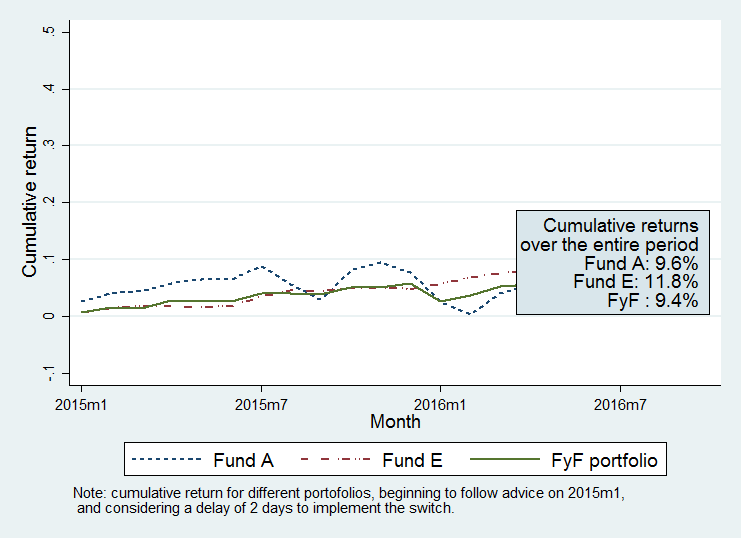 .5
.4
.3
.2
.1
0
-.1
Cumulative return
Cumulative returns
over the entire period
Fund A: 9.6%
Fund E: 11.8%
FyF : 9.4%
2015m1 2015m7 2016m1 2016m7
Month
Fund A Fund E FyF portfolio
Note: cumulative return for different portofolios, beginning to follow advice on 2015m1,
and considering a delay of 2 days to implement the switch.